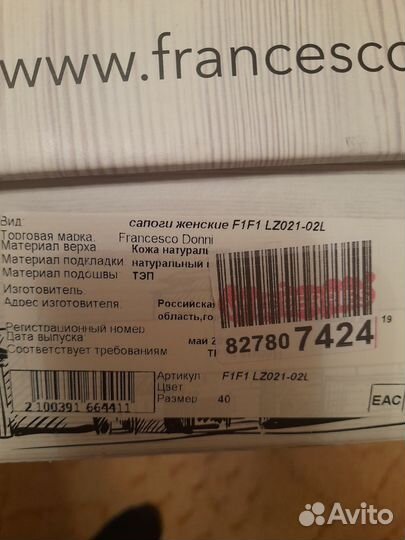 www.francesco
Вид сапоги женские F1F1 LZ021-02L
Торговая марка: Francesco Donni
Материал верха Кожа натураль
Материал подкладки натуральный
Материал подошвы ТЭП
Изготовитель
Адрес изготовителя. Российская
область,го
Регистрационный номер
Дата выпуска май 2
Соответствует требованиям ТР
82780 7424
19
Артикул F1F1 LZ021-02L
Цвет
Размер 40
2 100391 664411
EAC
Avito